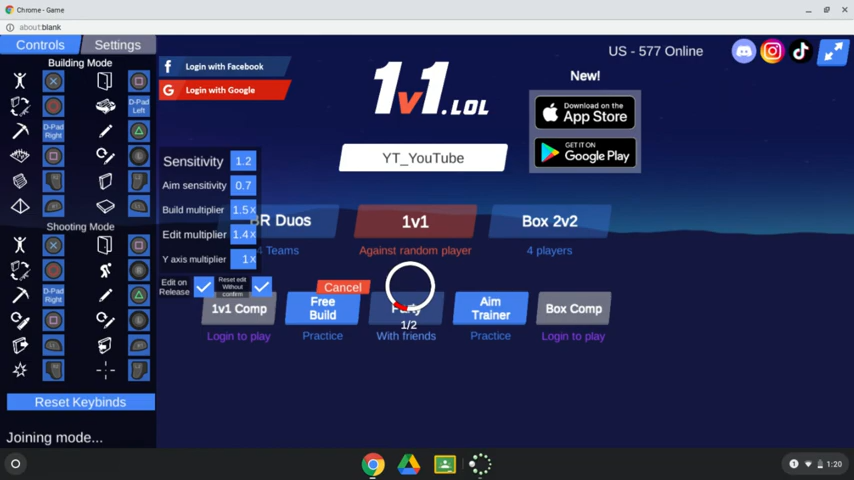 Chrome - Game
about:blank
Controls
Settings
Building Mode
D-Pad
Left
D-Pad
Right
Shooting Mode
D-Pad
Right
Reset Keybinds
Joining mode...
Login with Facebook
Login with Google
Sensitivity 1.2
Aim sensitivity 0.7
Build multiplier 1.5x
Edit multiplier 1.4x
Y axis multiplier 1x
Edit on
Release
Reset edit
Without
confirm
1v1.LOL
YT_YouTube
US - 577 Online
New!
Download on the
App Store
GET IT ON
Google Play
BR Duos
4 Teams
1v1
Against random player
Box 2v2
4 players
Cancel
1v1 Comp
Login to play
Free
Build
Practice
Party
1/2
With friends
Aim
Trainer
Practice
Box Comp
Login to play
1:20